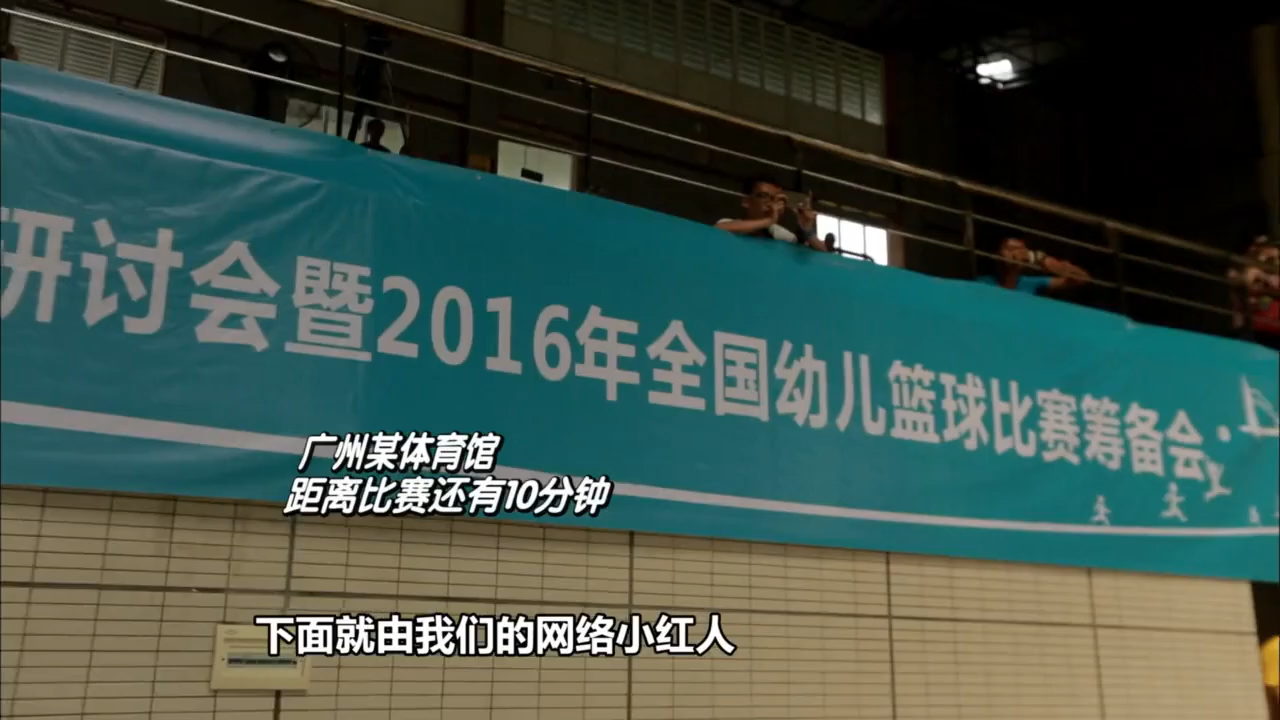 研讨会暨2016年全国幼儿篮球比赛筹备会
广州某体育馆
距离比赛还有10分钟
下面就由我们的网络小红人